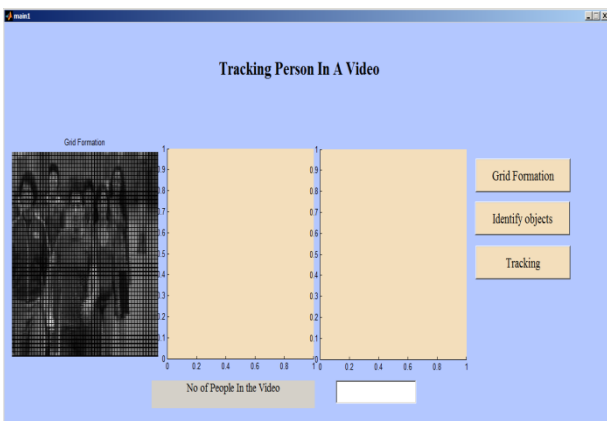 main1
Tracking Person In A Video
Grid Formation
1
0.9
0.8
0.7
0.6
0.5
0.4
0.3
0.2
0.1
0
0 0.2 0.4 0.6 0.8 1
1
0.9
0.8
0.7
0.6
0.5
0.4
0.3
0.2
0.1
0
0 0.2 0.4 0.6 0.8 1
Grid Formation
Identify objects
Tracking
No of People In the Video